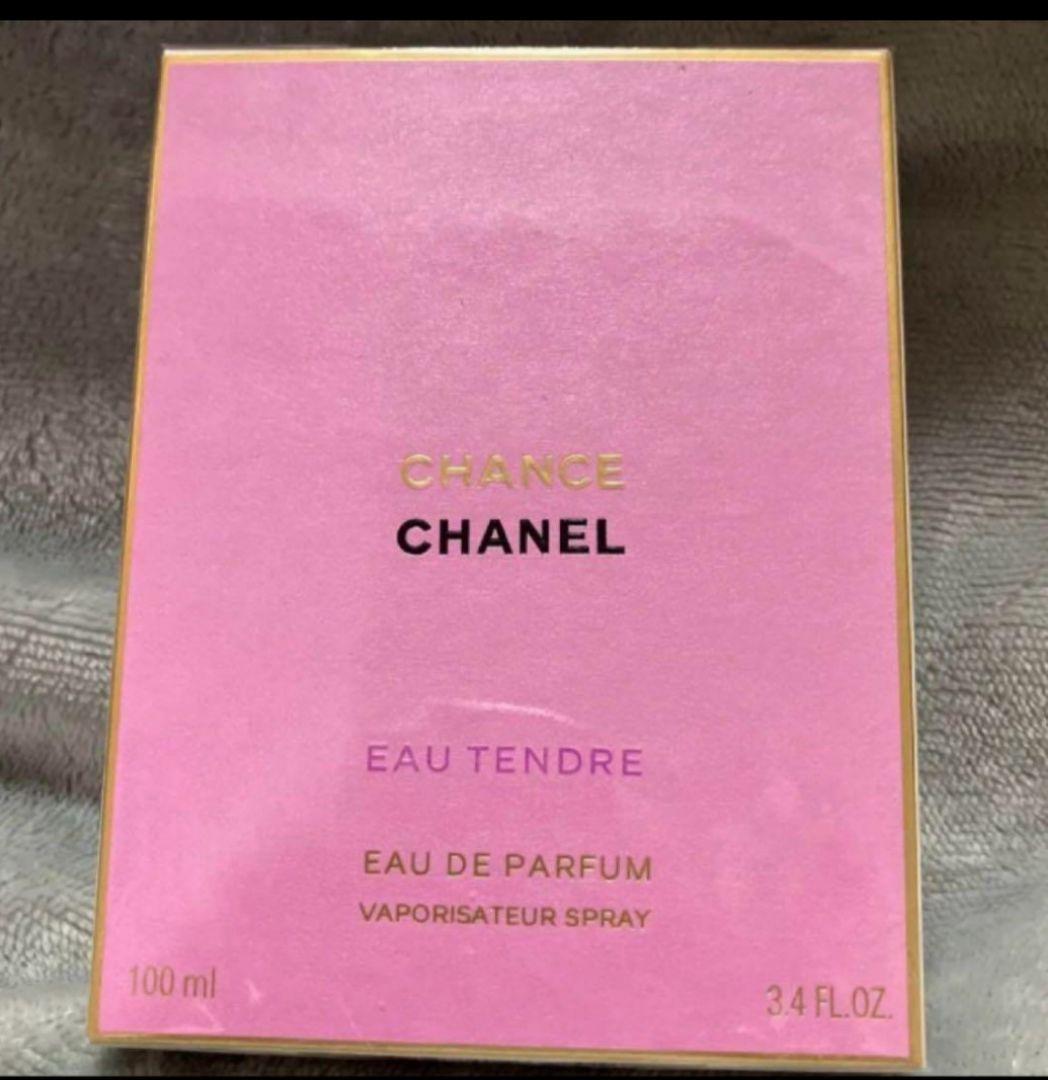 CHANCE
CHANEL
EAU TENDRE
EAU DE PARFUM
VAPORISATEUR SPRAY
100 ml
3.4 FL.OZ.